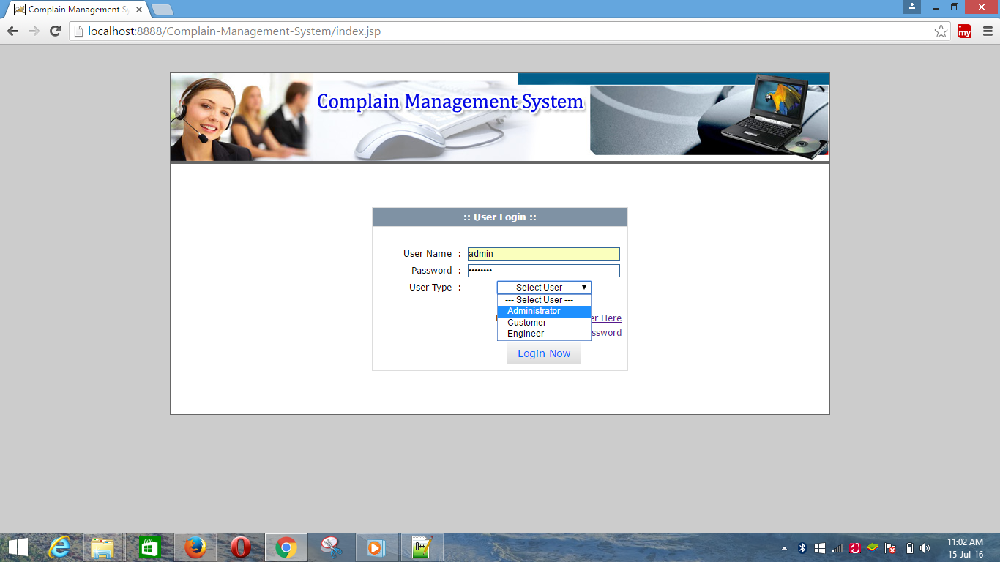 Complain Management Sy
localhost:8888/Complain-Management-System/index.jsp
my
Complain Management System
:: User Login ::
User Name :
admin
Password :
••••••••
User Type :
--- Select User ---
--- Select User ---
Administrator
Customer
Engineer
er Here
ssword
Login Now
11:02 AM
15-Jul-16